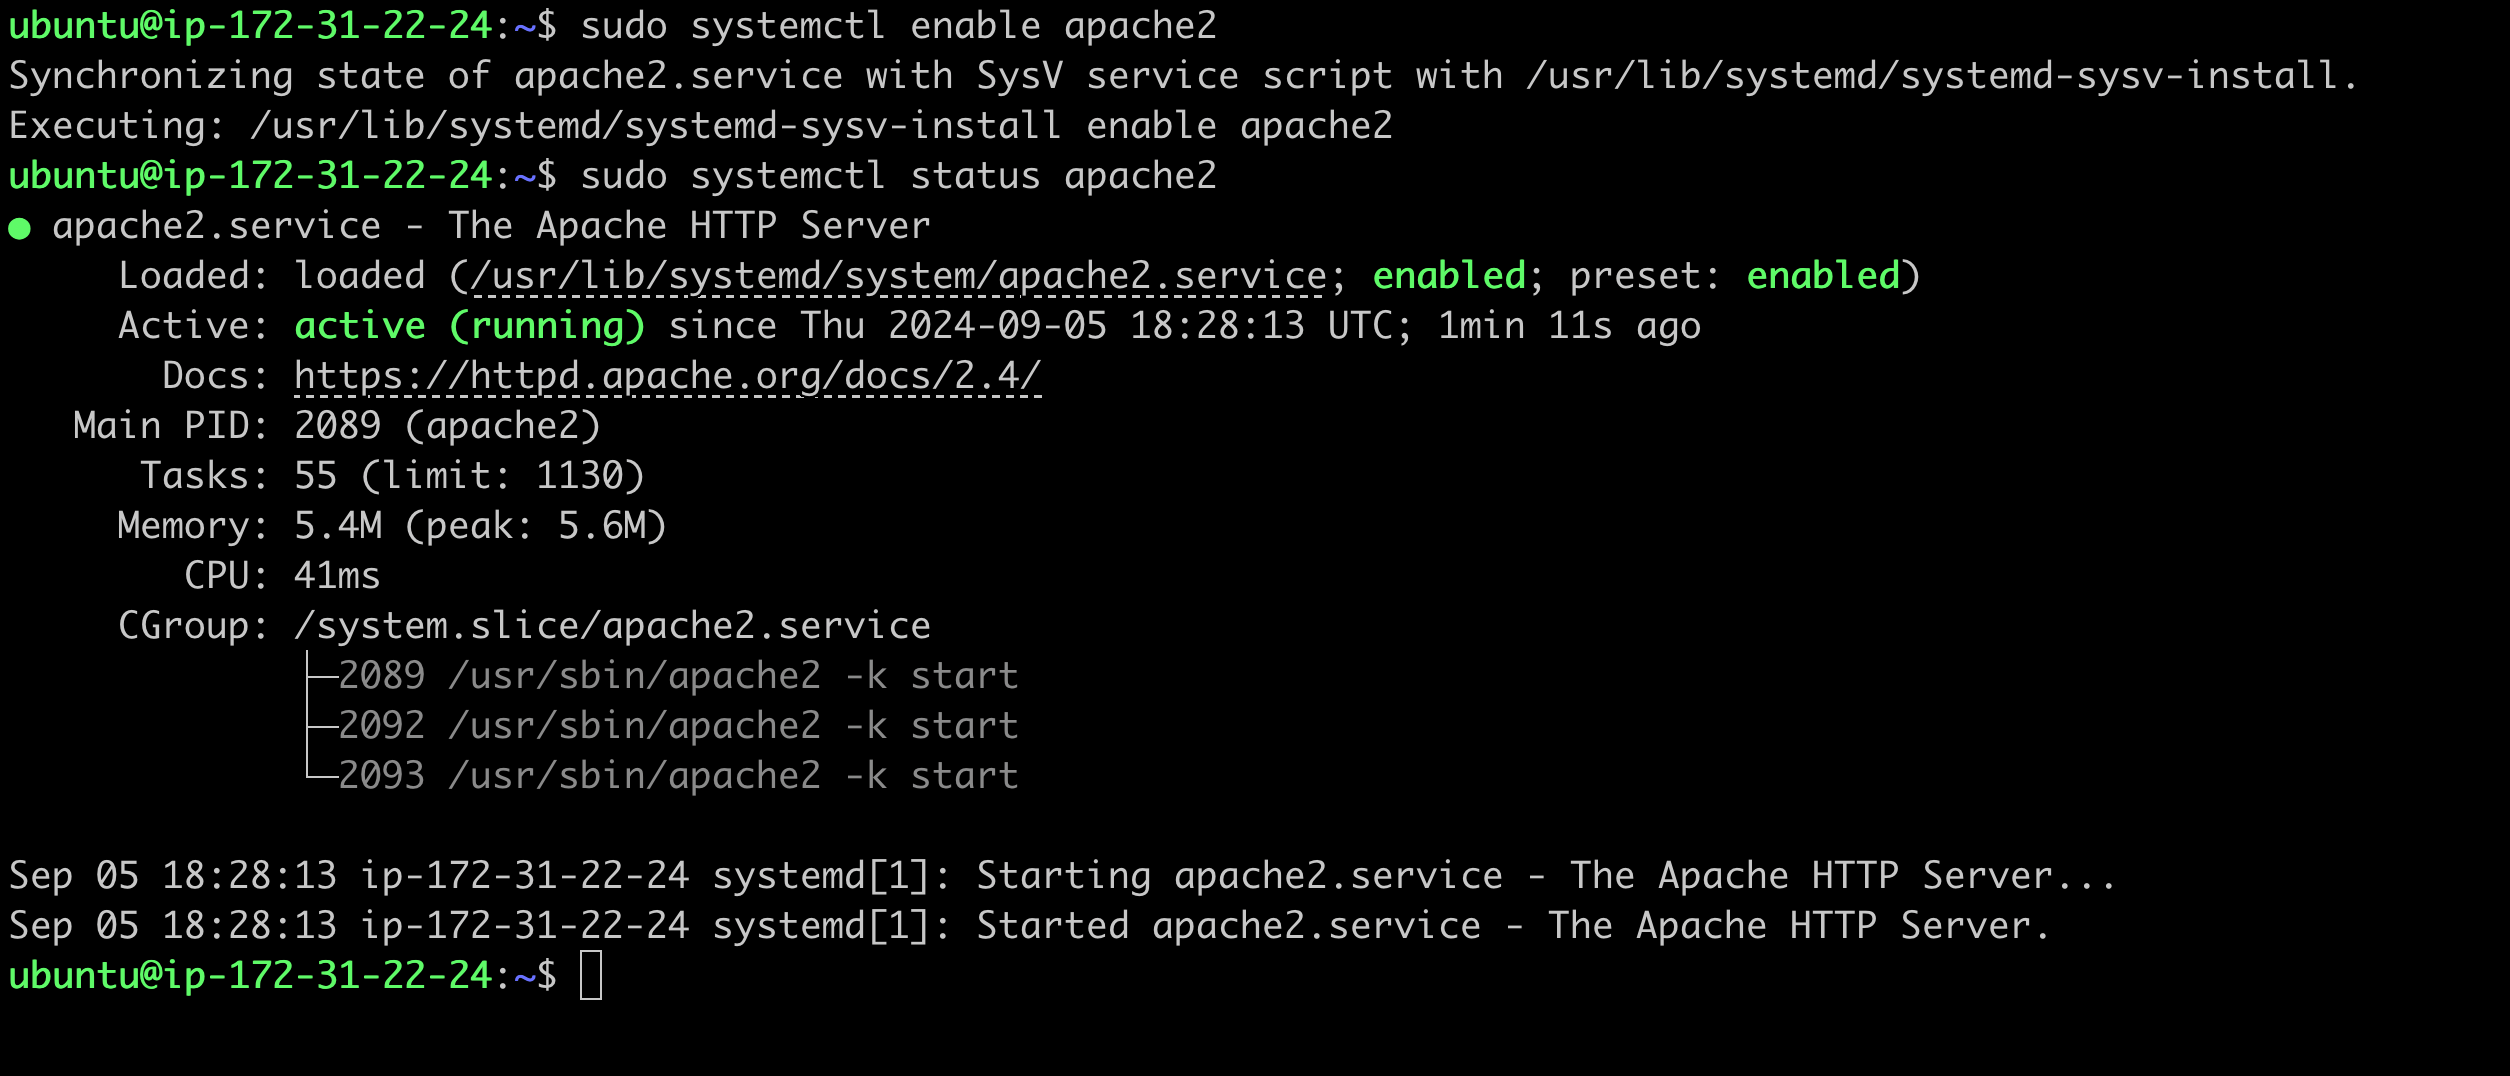 ubuntu@ip-172-31-22-24:~$ sudo systemctl enable apache2
Synchronizing state of apache2.service with SysV service script with /usr/lib/systemd/systemd-sysv-install.
Executing: /usr/lib/systemd/systemd-sysv-install enable apache2
ubuntu@ip-172-31-22-24:~$ sudo systemctl status apache2
● apache2.service - The Apache HTTP Server
     Loaded: loaded (/usr/lib/systemd/system/apache2.service; enabled; preset: enabled)
     Active: active (running) since Thu 2024-09-05 18:28:13 UTC; 1min 11s ago
       Docs: https://httpd.apache.org/docs/2.4/
   Main PID: 2089 (apache2)
      Tasks: 55 (limit: 1130)
     Memory: 5.4M (peak: 5.6M)
        CPU: 41ms
     CGroup: /system.slice/apache2.service
             ├─2089 /usr/sbin/apache2 -k start
             ├─2092 /usr/sbin/apache2 -k start
             └─2093 /usr/sbin/apache2 -k start

Sep 05 18:28:13 ip-172-31-22-24 systemd[1]: Starting apache2.service - The Apache HTTP Server...
Sep 05 18:28:13 ip-172-31-22-24 systemd[1]: Started apache2.service - The Apache HTTP Server.
ubuntu@ip-172-31-22-24:~$